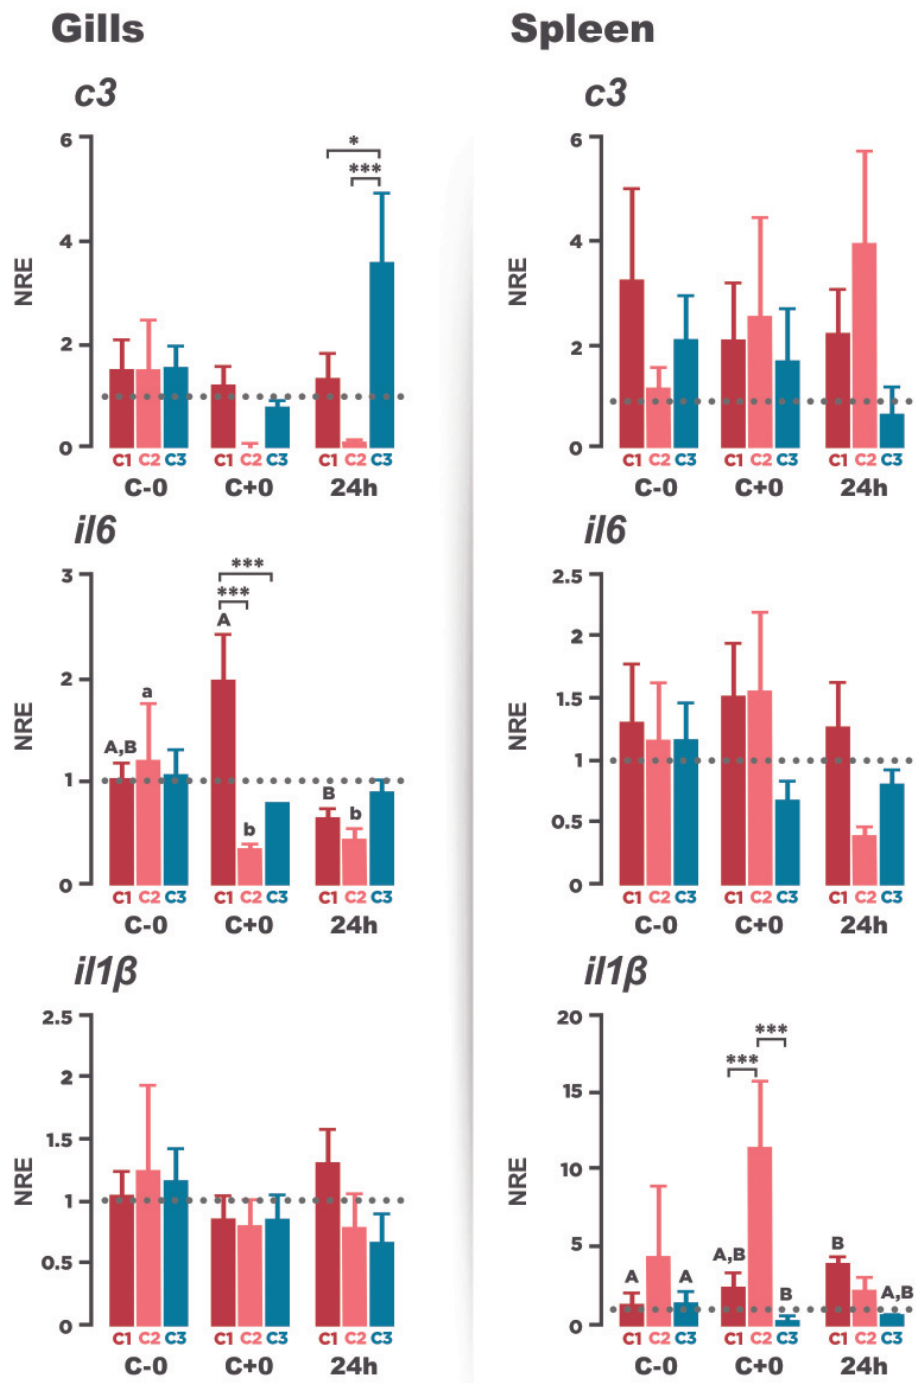 Gills
c3
NRE
6
4
2
0
*
***
C1 C2 C3 C1 C2 C3 C1 C2 C3
C-0 C+0 24h
il6
NRE
3
2
1
0
***
***
A,B a A b B b
C1 C2 C3 C1 C2 C3 C1 C2 C3
C-0 C+0 24h
il1β
NRE
2.5
2
1.5
1
0.5
0
C1 C2 C3 C1 C2 C3 C1 C2 C3
C-0 C+0 24h
Spleen
c3
NRE
6
4
2
0
C1 C2 C3 C1 C2 C3 C1 C2 C3
C-0 C+0 24h
il6
NRE
2.5
2
1.5
1
0.5
0
C1 C2 C3 C1 C2 C3 C1 C2 C3
C-0 C+0 24h
il1β
NRE
20
15
10
5
0
***
***
A A A,B B B A,B
C1 C2 C3 C1 C2 C3 C1 C2 C3
C-0 C+0 24h